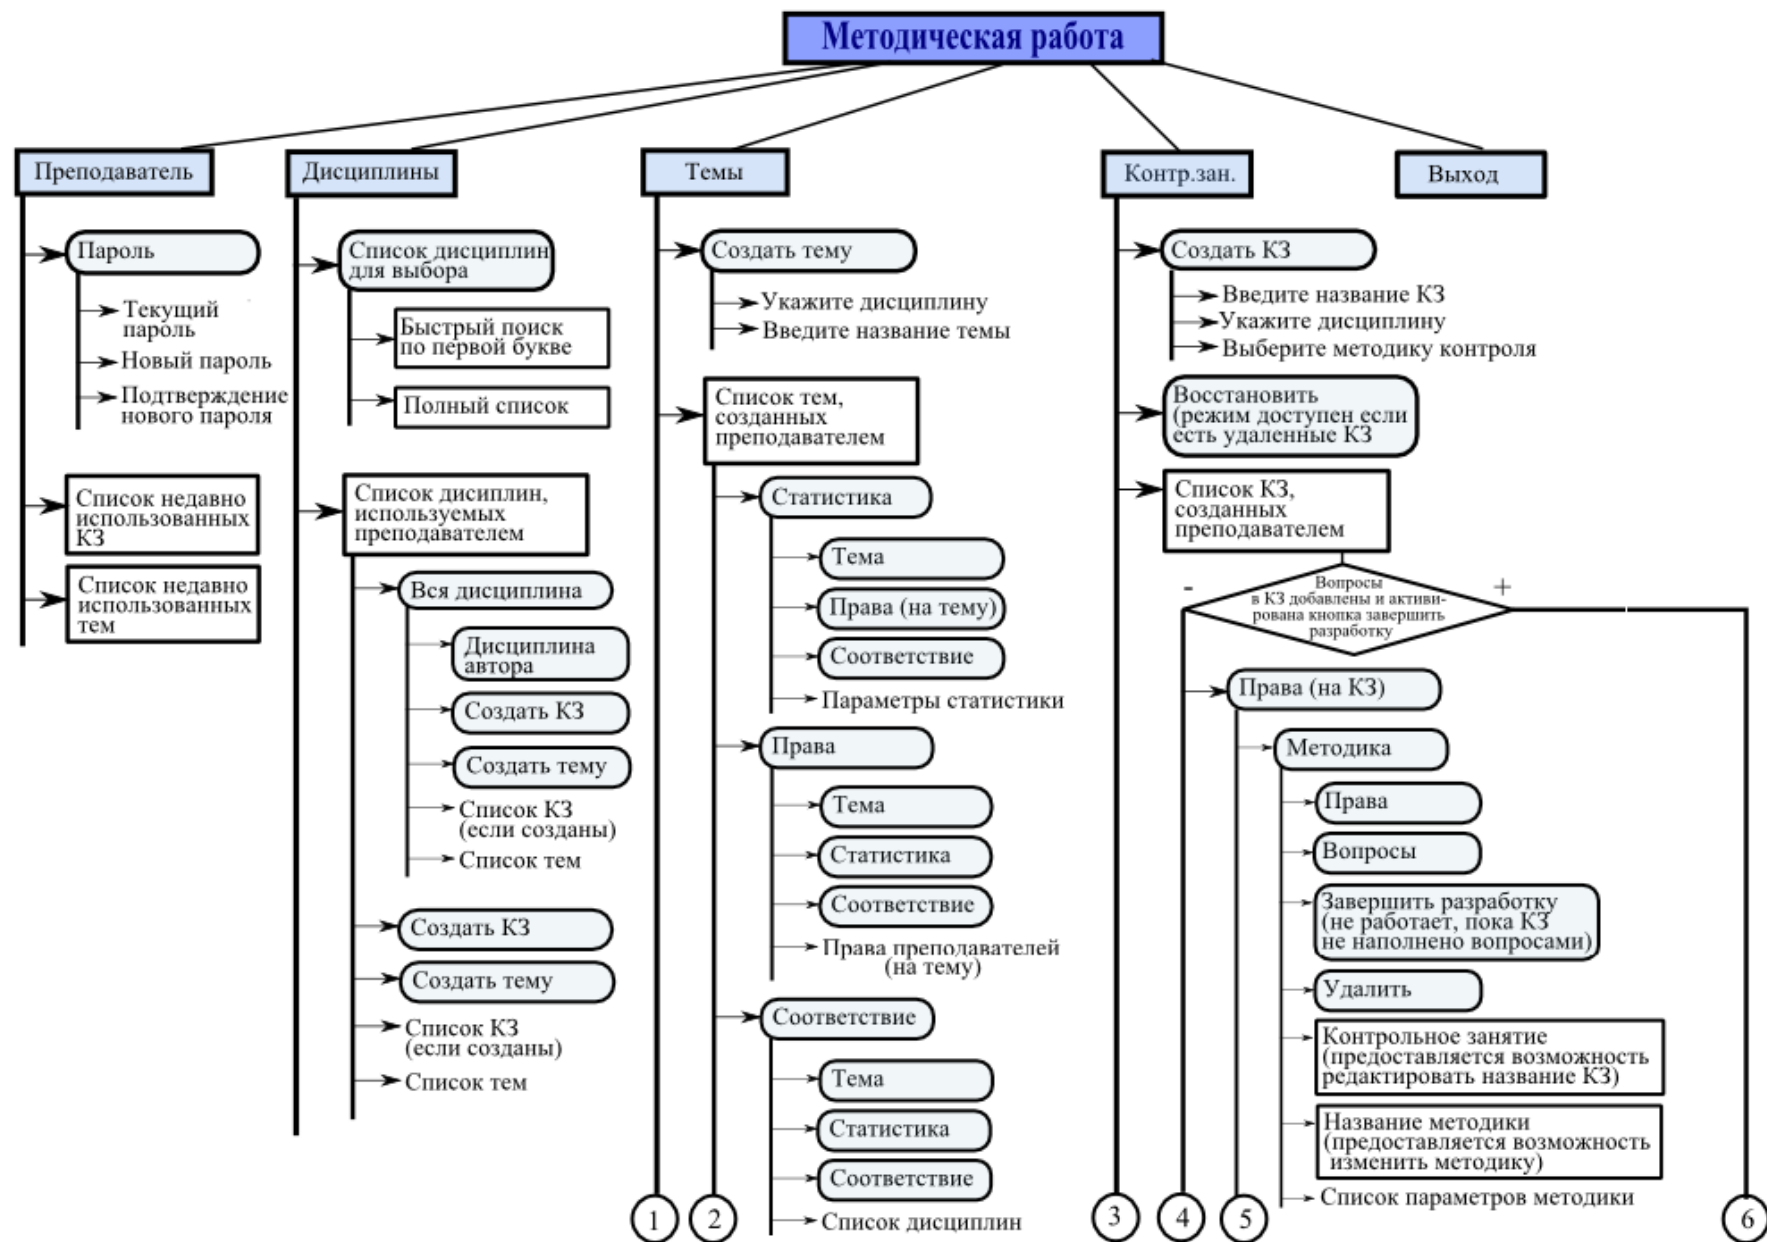 Методическая работа
Преподаватель
Пароль
Текущий
пароль
Новый пароль
Подтверждение
нового пароля
Список недавно
использованных
КЗ
Список недавно
использованных
тем
Дисциплины
Список дисциплин
для выбора
Быстрый поиск
по первой букве
Полный список
Список дисиплин,
используемых
преподавателем
Вся дисциплина
Дисциплина
автора
Создать КЗ
Создать тему
Список КЗ
(если созданы)
Список тем
Создать КЗ
Создать тему
Список КЗ
(если созданы)
Список тем
Темы
Создать тему
Укажите дисциплину
Введите название темы
Список тем,
созданных
преподавателем
Статистика
Тема
Права (на тему)
Соответствие
Параметры статистики
Права
Тема
Статистика
Соответствие
Права преподавателей
(на тему)
Соответствие
Тема
Статистика
Соответствие
Список дисциплин
1
2
Контр.зан.
Создать КЗ
Введите название КЗ
Укажите дисциплину
Выберите методику контроля
Восстановить
(режим доступен если
есть удаленные КЗ
Список КЗ,
созданных
преподавателем
-
Вопросы
в КЗ добавлены и активи-
рована кнопка завершить
разработку
+
Права (на КЗ)
Методика
Права
Вопросы
Завершить разработку
(не работает, пока КЗ
не наполнено вопросами)
Удалить
Контрольное занятие
(предоставляется возможность
редактировать название КЗ)
Название методики
(предоставляется возможность
изменить методику)
Список параметров методики
3
4
5
6
Выход